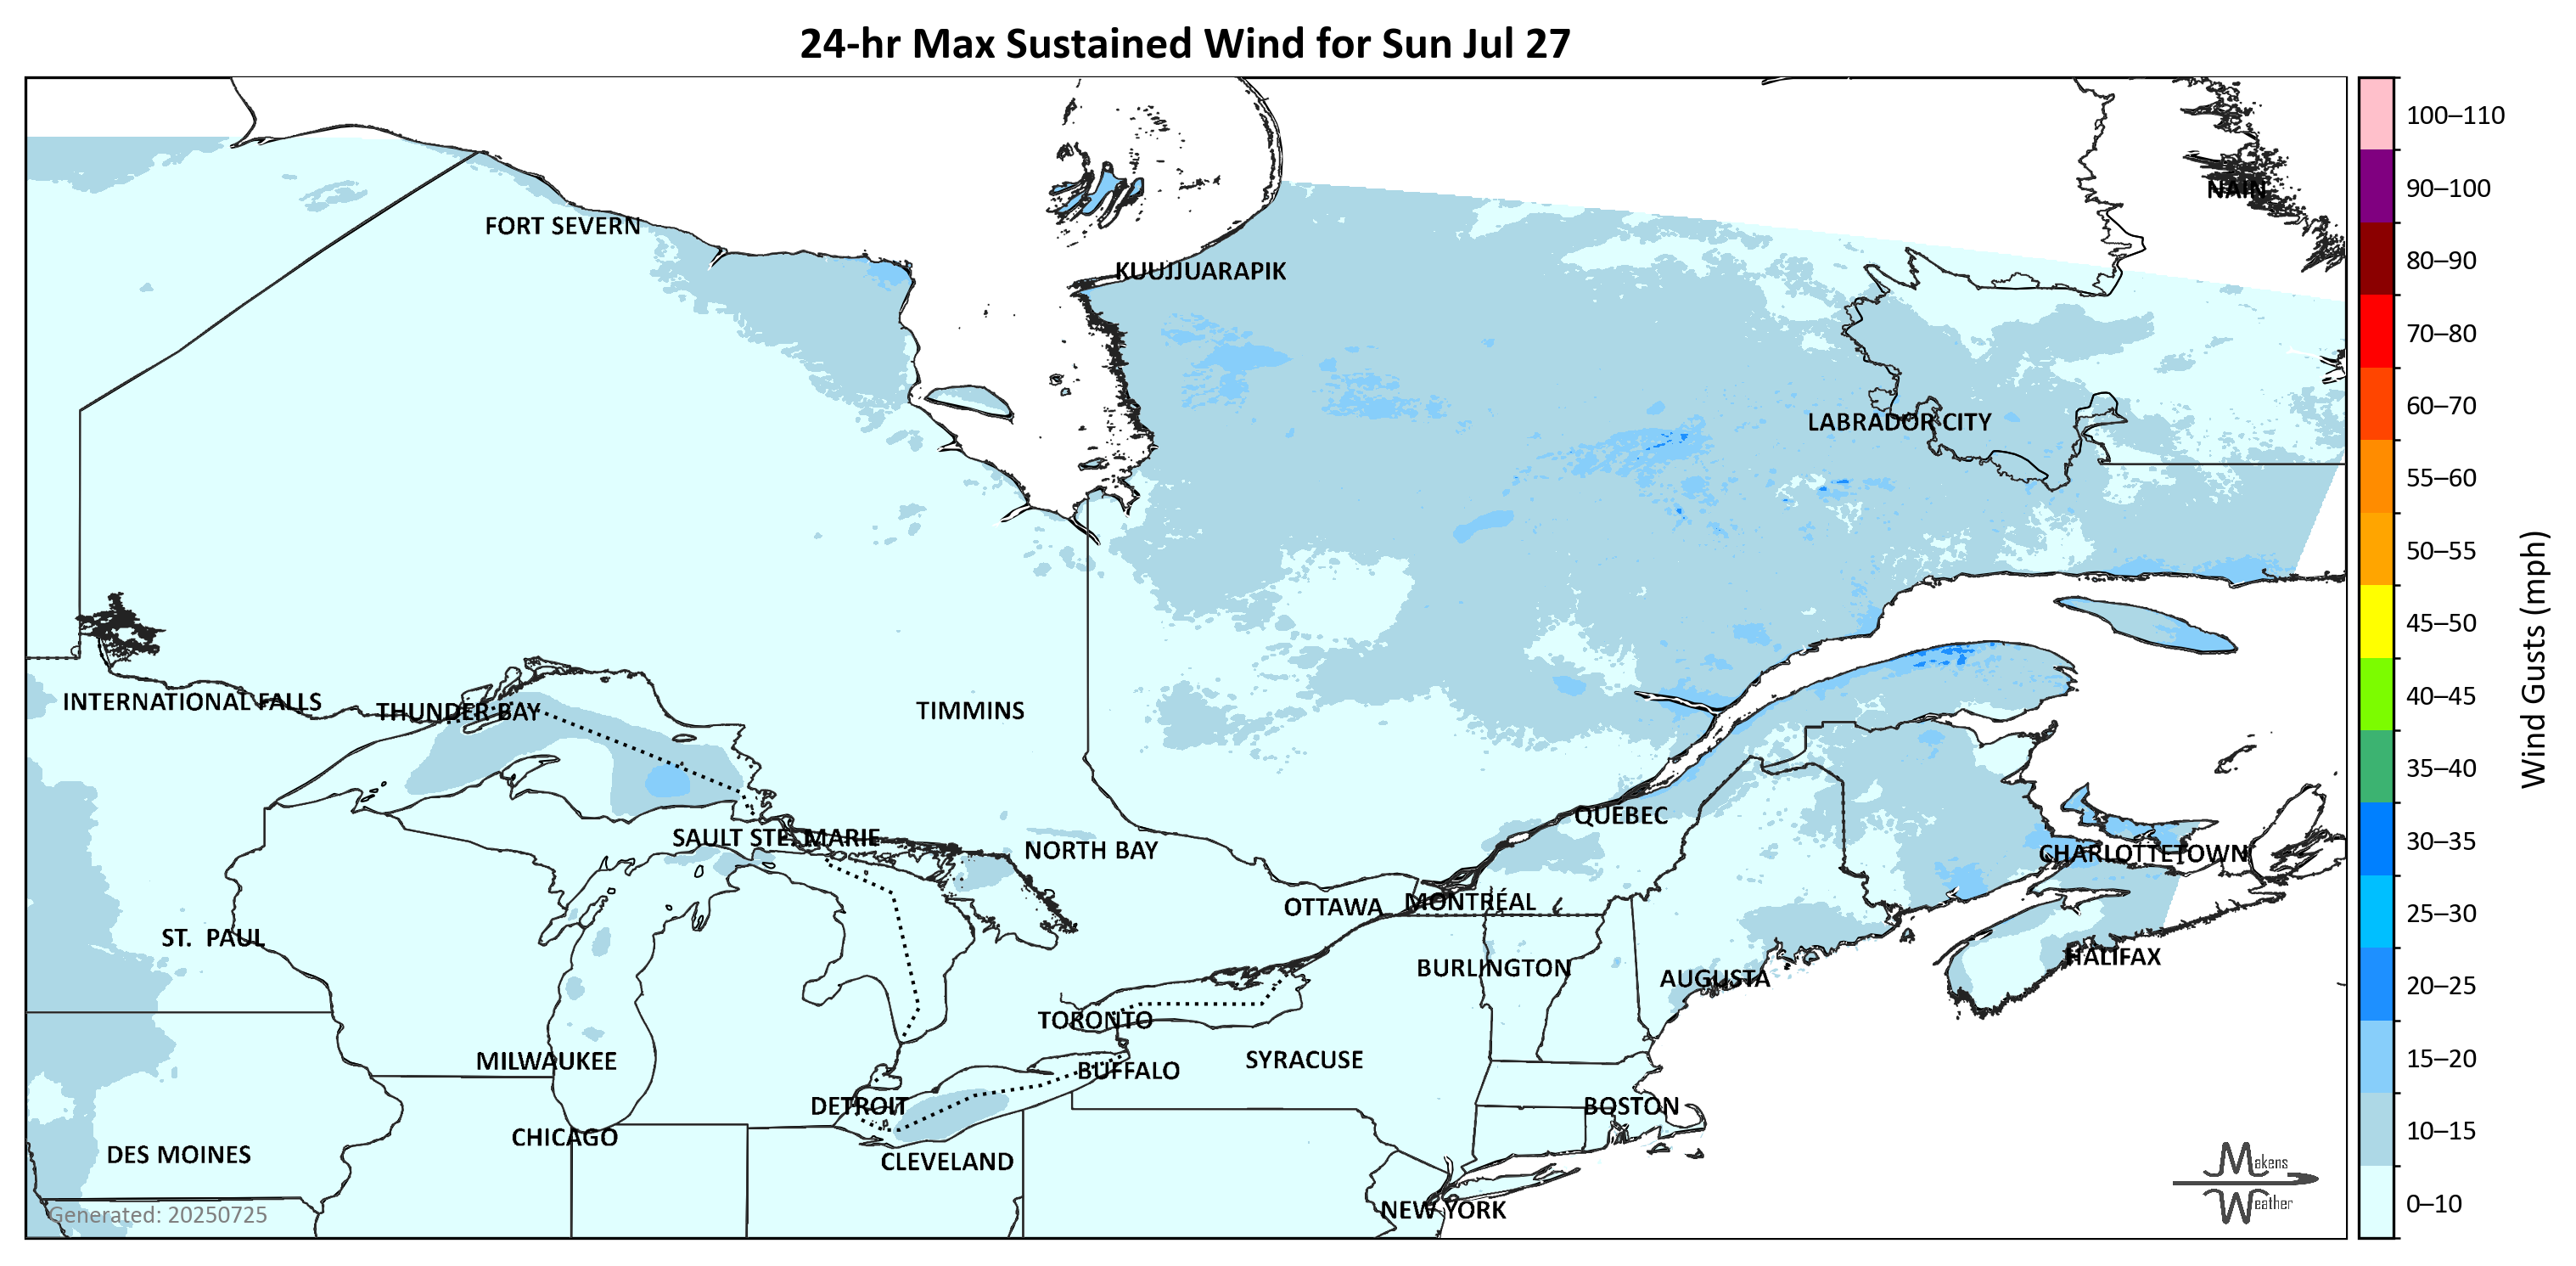 24-hr Max Sustained Wind for Sun Jul 27
100–110
90–100
NAIN
FORT SEVERN
80–90
KUUJJUARAPIK
70–80
60–70
LABRADOR CITY
55–60
50–55
45–50
Wind Gusts (mph)
40–45
INTERNATIONAL FALLS
THUNDER BAY
TIMMINS
35–40
QUÉBEC
30–35
SAULT STE. MARIE
NORTH BAY
CHARLOTTETOWN
OTTAWA
MONTRÉAL
25–30
ST. PAUL
HALIFAX
BURLINGTON
AUGUSTA
20–25
TORONTO
MILWAUKEE
SYRACUSE
15–20
BUFFALO
DETROIT
BOSTON
CHICAGO
10–15
DES MOINES
CLEVELAND
Makens
Weather
0–10
NEW YORK
Generated: 20250725